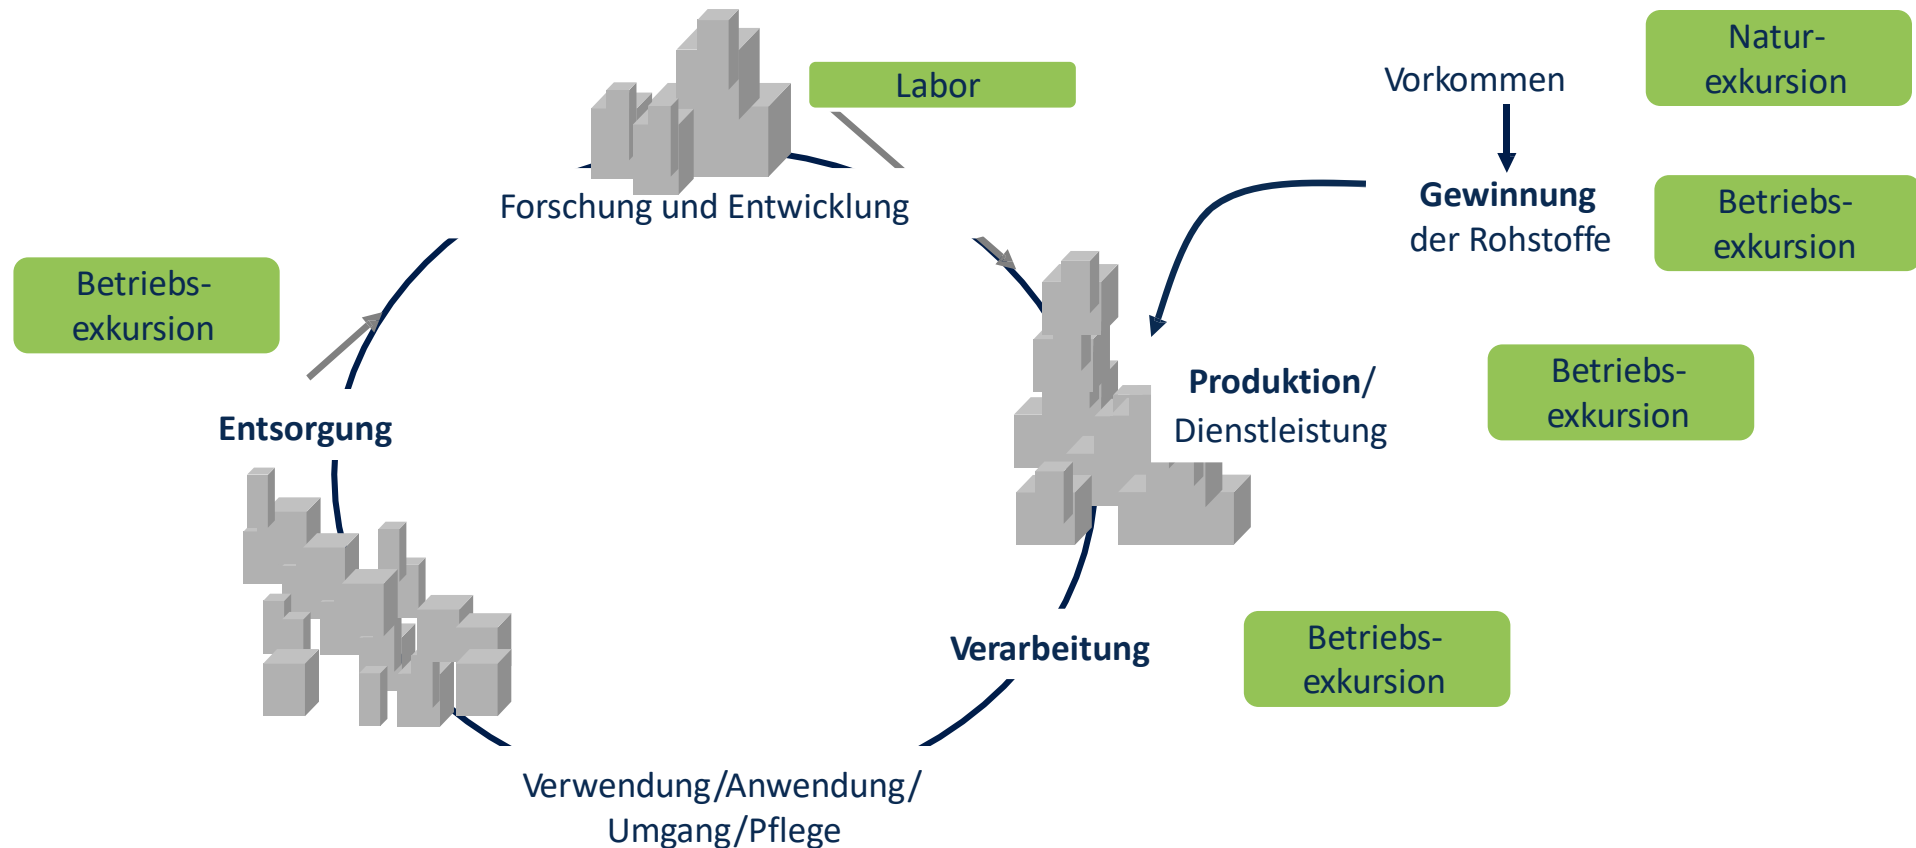 Labor
Natur-
exkursion
Vorkommen
Forschung und Entwicklung
Gewinnung
der Rohstoffe
Betriebs-
exkursion
Betriebs-
exkursion
Produktion/
Dienstleistung
Betriebs-
exkursion
Entsorgung
Verarbeitung
Betriebs-
exkursion
Verwendung/Anwendung/
Umgang/Pflege